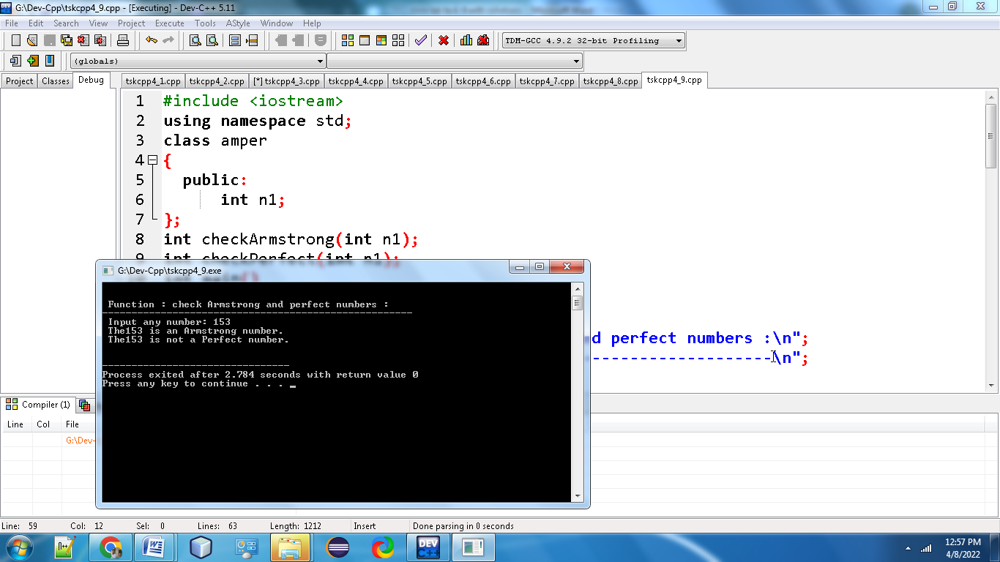 G:\Dev-Cpp\tskcpp4_9.cpp - [Executing] - Dev-C++ 5.11
File Edit Search View Project Execute Tools AStyle Window Help
TDM-GCC 4.9.2 32-bit Profiling
(globals)
Project Classes Debug
tskcpp4_1.cpp tskcpp4_2.cpp [*] tskcpp4_3.cpp tskcpp4_4.cpp tskcpp4_5.cpp tskcpp4_6.cpp tskcpp4_7.cpp tskcpp4_8.cpp tskcpp4_9.cpp
1 #include <iostream>
2 using namespace std;
3 class amper
4 {
5 public:
6 int n1;
7 };
8 int checkArmstrong(int n1);
9 int checkPerfect(int n1);
int main()
d perfect numbers :\n";
-------------------\n";
G:\Dev-Cpp\tskcpp4_9.exe
Function : check Armstrong and perfect numbers :
-----------------------------------------------------
Input any number: 153
The153 is an Armstrong number.
The153 is not a Perfect number.
--------------------------------
Process exited after 2.784 seconds with return value 0
Press any key to continue . . . _
Compiler (1)
Line Col File
G:\Dev-
Line: 59 Col: 12 Sel: 0 Lines: 63 Length: 1212 Insert Done parsing in 0 seconds
n++
W
DEV
C++
12:57 PM
4/8/2022